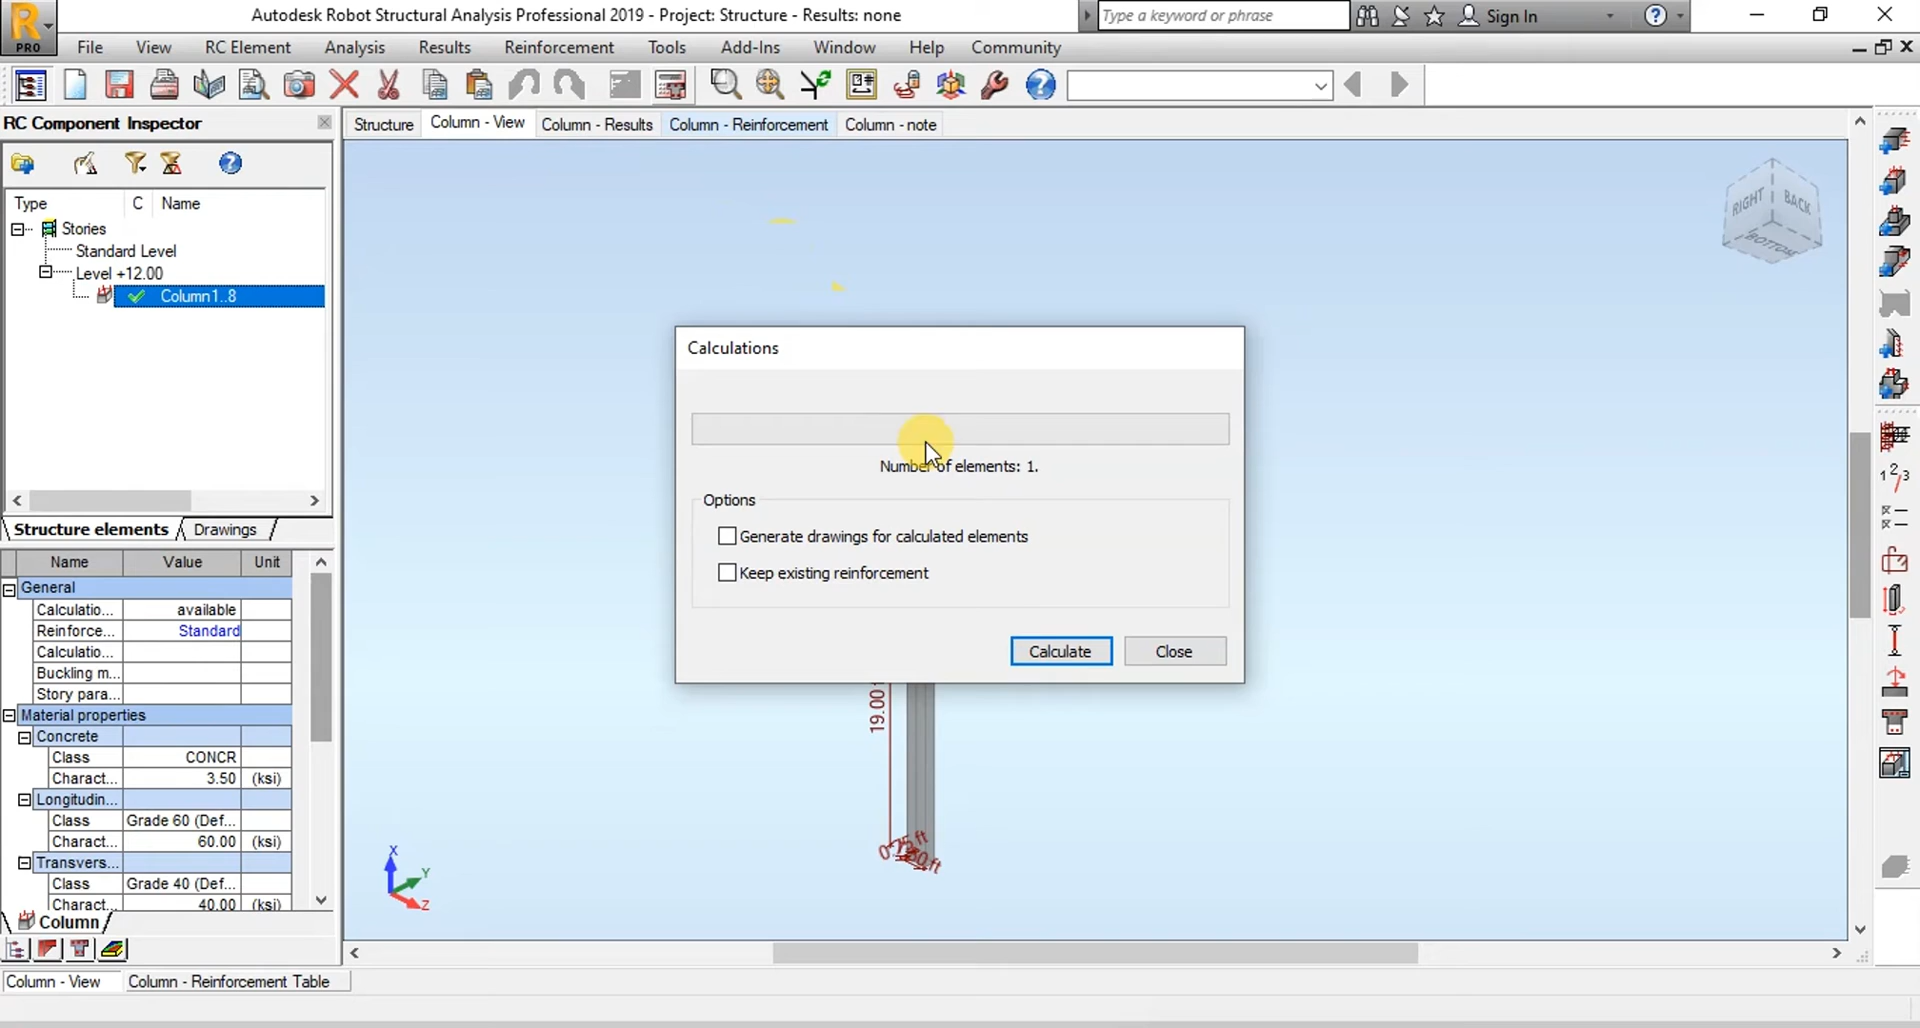 Autodesk Robot Structural Analysis Professional 2019 - Project: Structure - Results: none
Type a keyword or phrase
Sign In
PRO
File View RC Element Analysis Results Reinforcement Tools Add-Ins Window Help Community
RC Component Inspector
Structure Column - View Column - Results Column - Reinforcement Column - note
Type C Name
Stories
Standard Level
Level +12.00
Column1..8
Structure elements Drawings
Name Value Unit
General
Calculatio... available
Reinforce... Standard
Calculatio...
Buckling m...
Story para...
Material properties
Concrete
Class CONCR
Charact... 3.50 (ksi)
Longitudin...
Class Grade 60 (Def...
Charact... 60.00 (ksi)
Transvers...
Class Grade 40 (Def...
Charact... 40.00 (ksi)
Column
RIGHT BACK
BOTTOM
Calculations
Number of elements: 1.
Options
Generate drawings for calculated elements
Keep existing reinforcement
Calculate Close
19.00
X
Y
Z
Column - View Column - Reinforcement Table